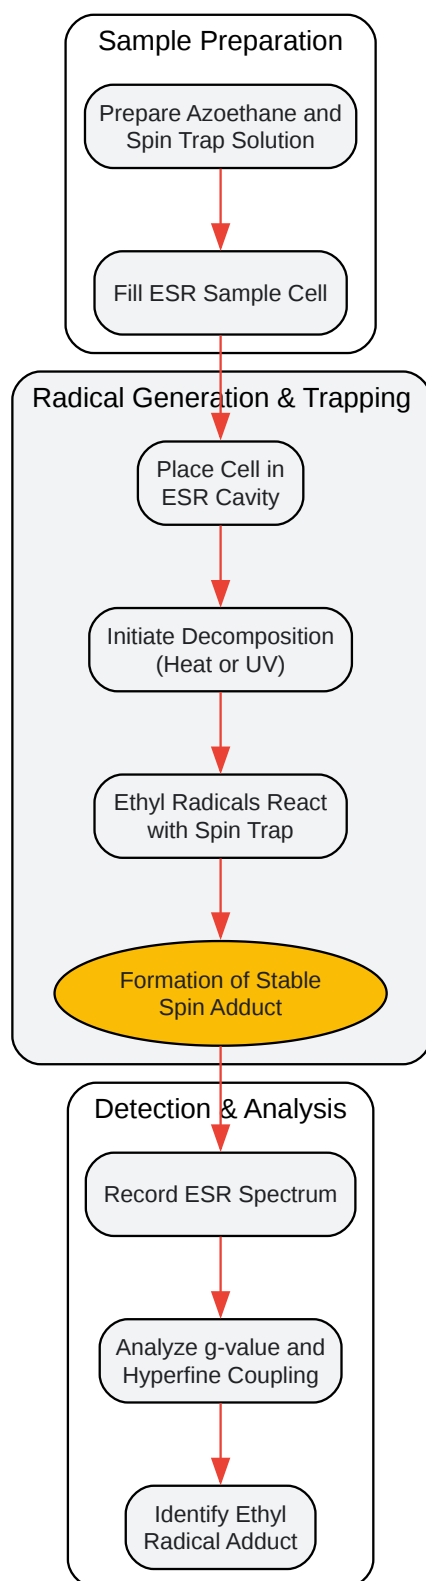 Sample Preparation
Prepare Azoethane and
Spin Trap Solution
Fill ESR Sample Cell
Radical Generation & Trapping
Place Cell in
ESR Cavity
Initiate Decomposition
(Heat or UV)
Ethyl Radicals React
with Spin Trap
Formation of Stable
Spin Adduct
Detection & Analysis
Record ESR Spectrum
Analyze g-value and
Hyperfine Coupling
Identify Ethyl
Radical Adduct